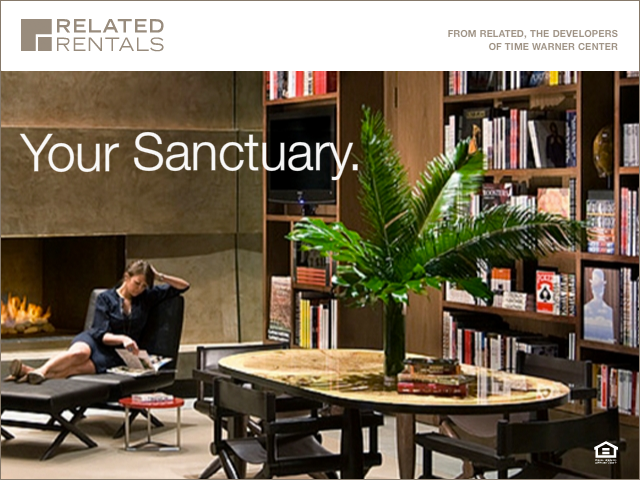 RELATED
RENTALS
FROM RELATED, THE DEVELOPERS
OF TIME WARNER CENTER
Your Sanctuary.